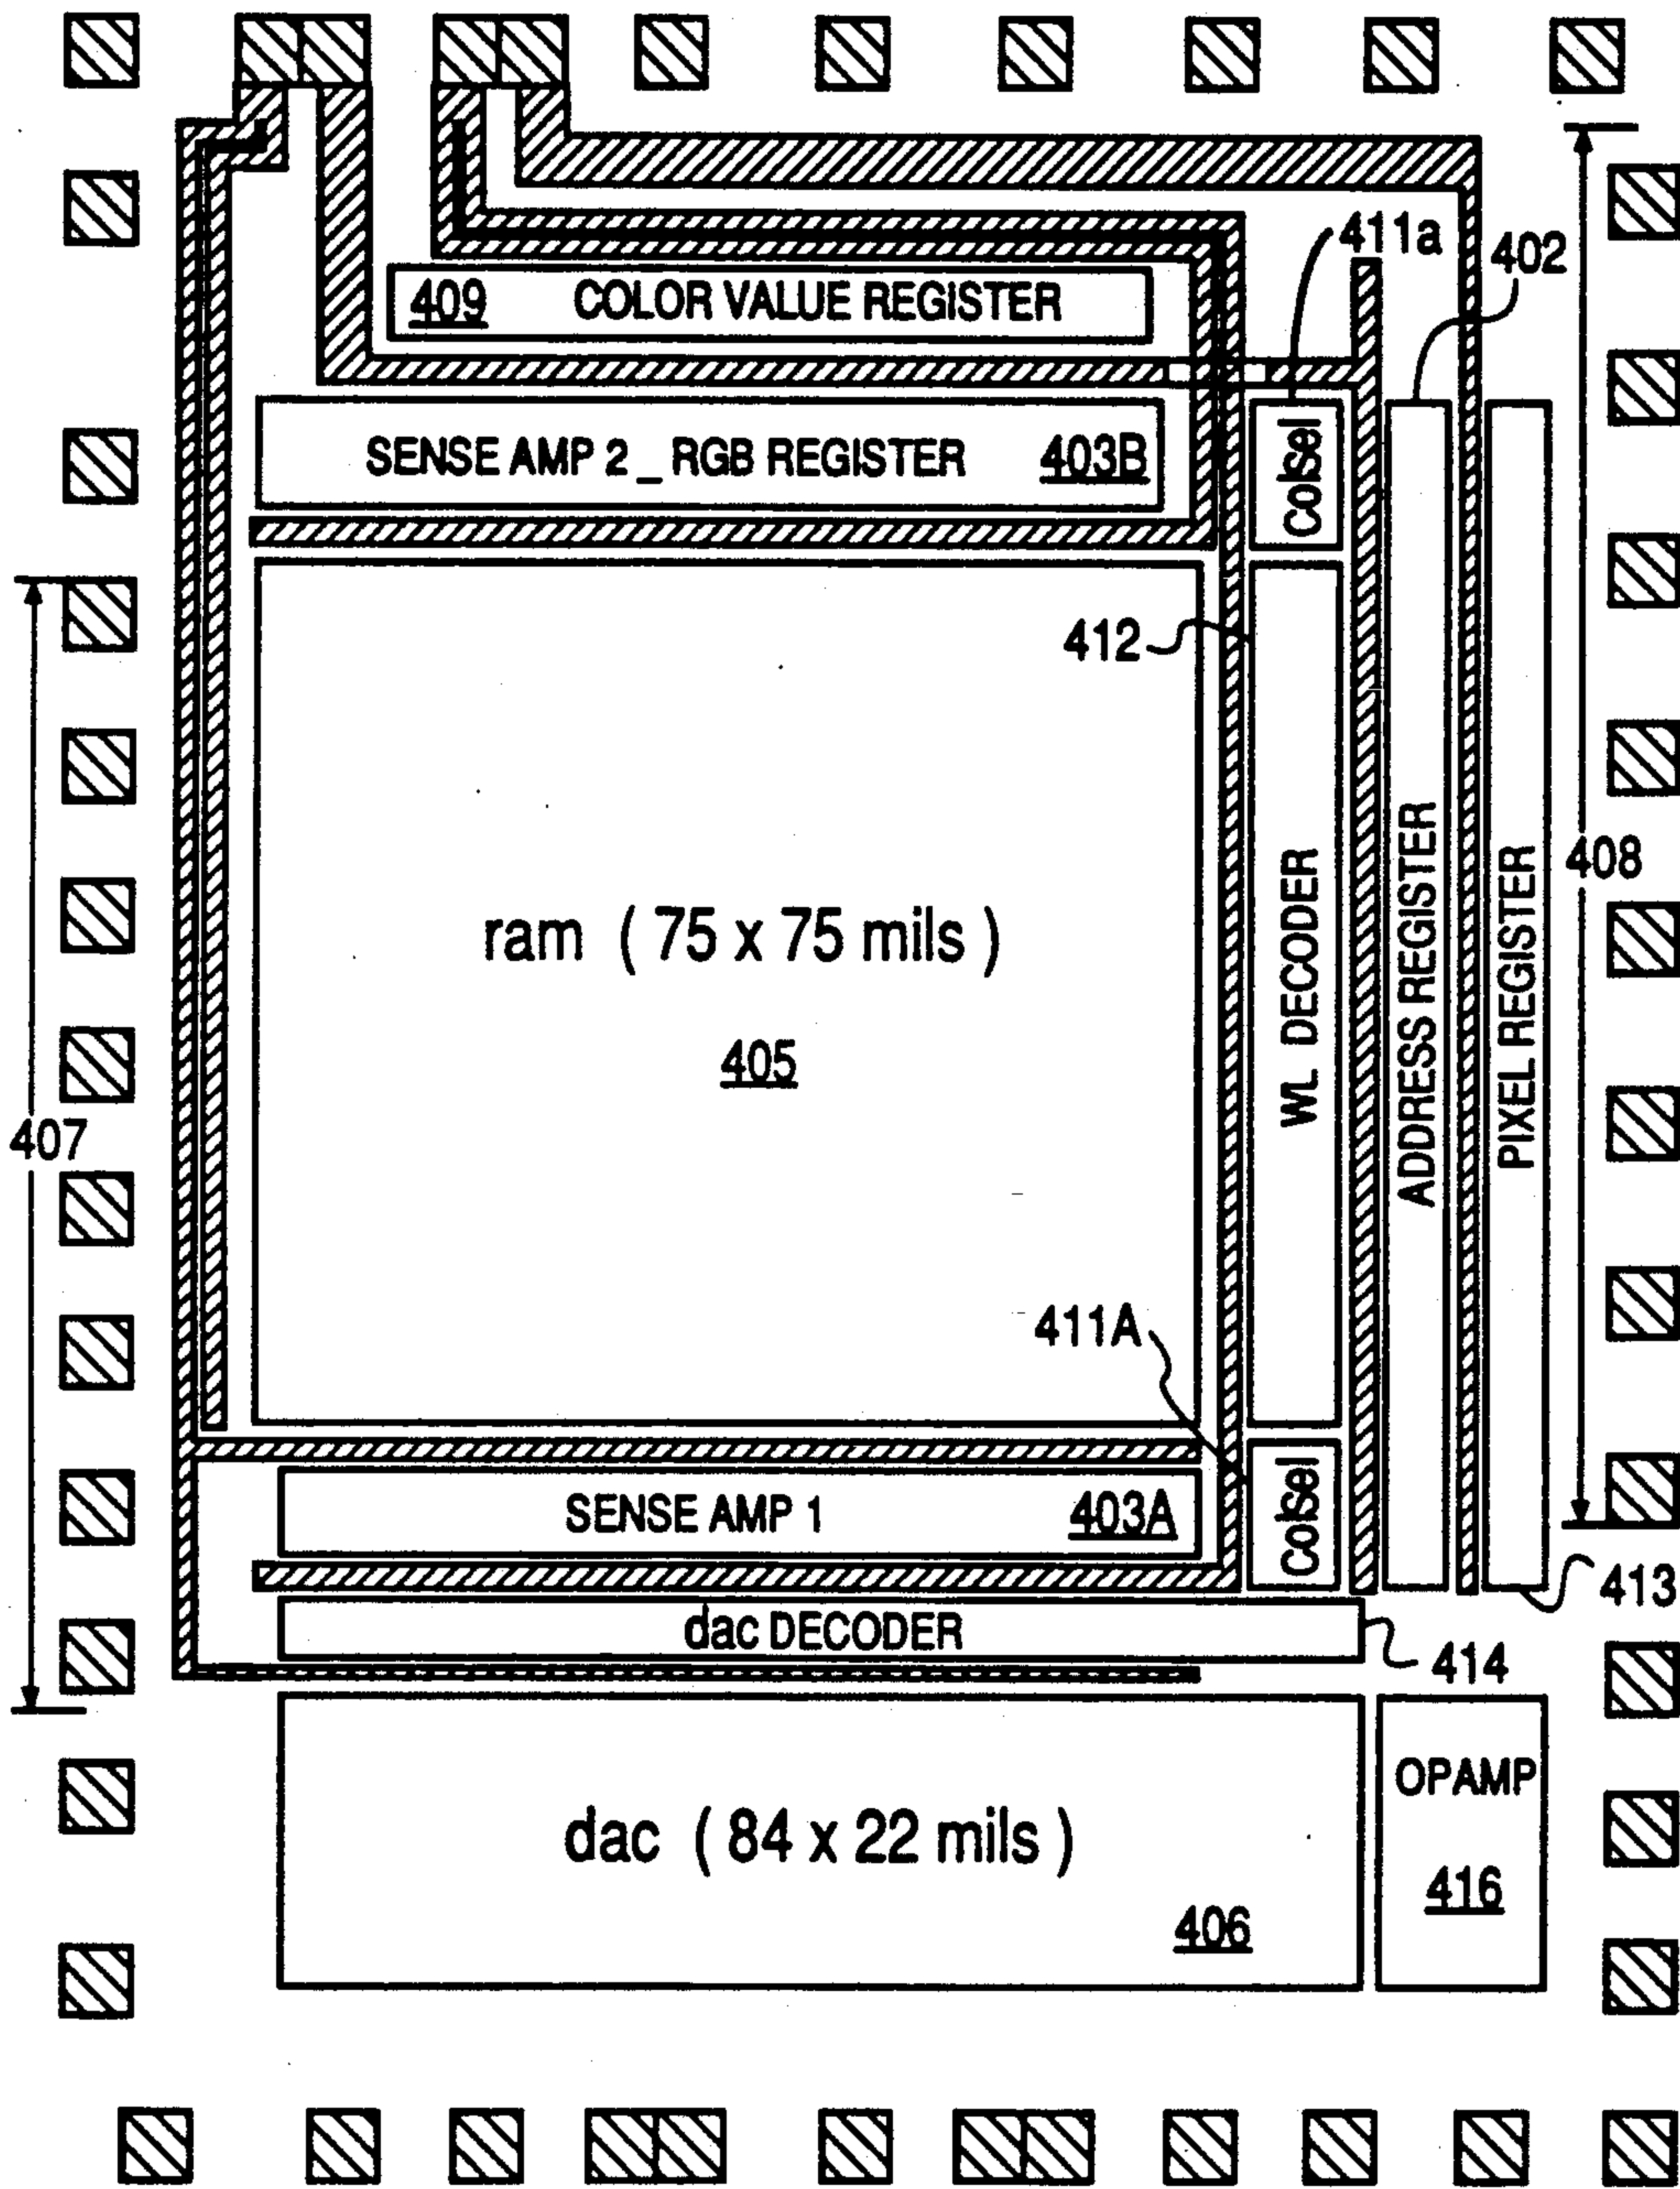 411a
402
409 COLOR VALUE REGISTER
SENSE AMP 2_RGB REGISTER 403B
Colsel
412
408
ram ( 75 x 75 mils )
WL DECODER
ADDRESS REGISTER
PIXEL REGISTER
405
407
411A
SENSE AMP 1 403A
Colsel
413
dac DECODER
414
OPAMP
dac ( 84 x 22 mils )
416
406